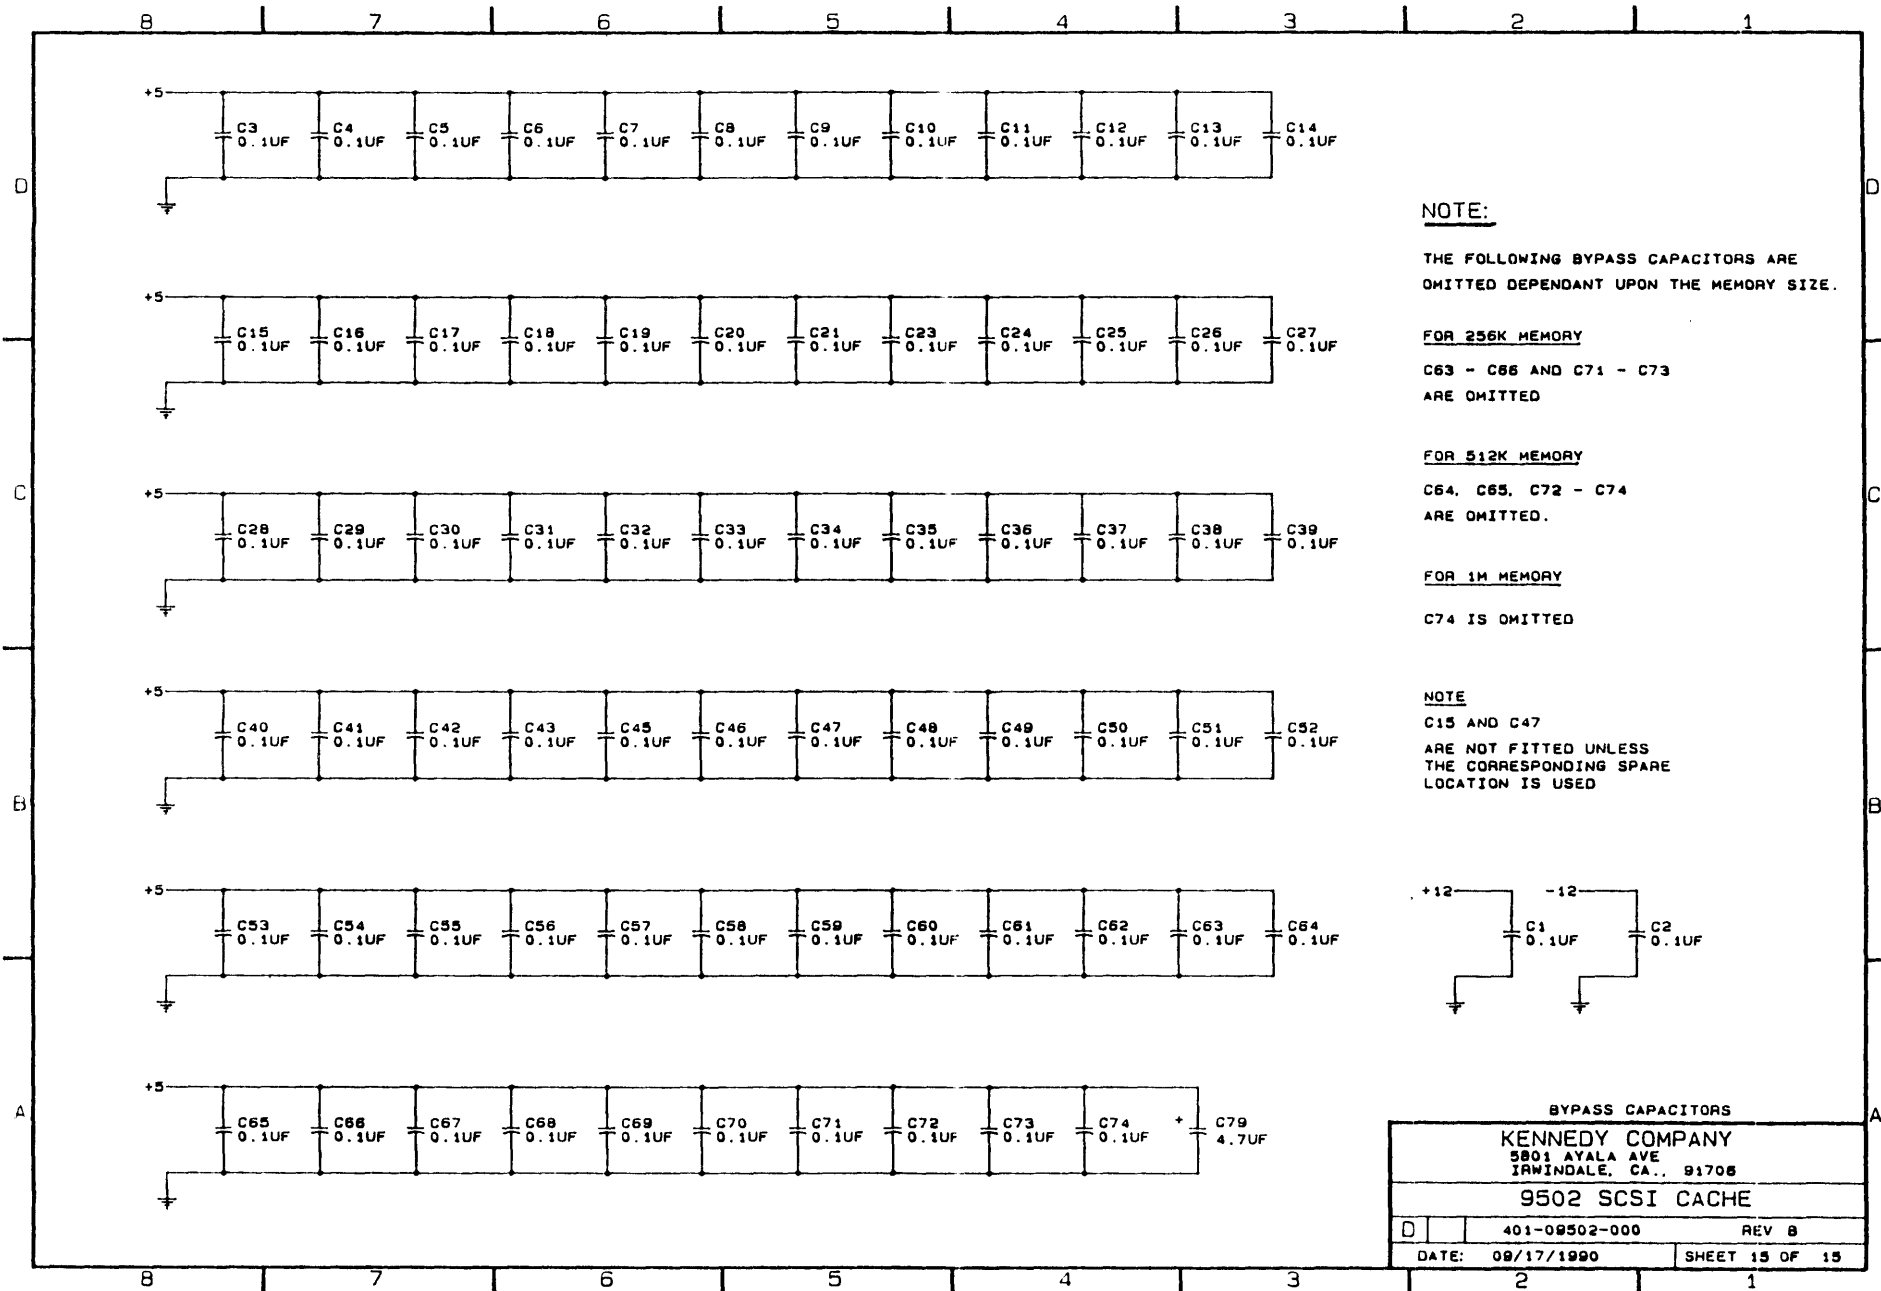 8 7 6 5 4 3 2 1
+5
C3 C4 C5 C6 C7 C8 C9 C10 C11 C12 C13 C14
0.1UF 0.1UF 0.1UF 0.1UF 0.1UF 0.1UF 0.1UF 0.1UF 0.1UF 0.1UF 0.1UF 0.1UF
D D
NOTE:
THE FOLLOWING BYPASS CAPACITORS ARE
OMITTED DEPENDANT UPON THE MEMORY SIZE.
+5
C15 C16 C17 C18 C19 C20 C21 C23 C24 C25 C26 C27
0.1UF 0.1UF 0.1UF 0.1UF 0.1UF 0.1UF 0.1UF 0.1UF 0.1UF 0.1UF 0.1UF 0.1UF
FOR 256K MEMORY
C63 - C66 AND C71 - C73
ARE OMITTED
FOR 512K MEMORY
C64, C65, C72 - C74
ARE OMITTED.
C C
+5
C28 C29 C30 C31 C32 C33 C34 C35 C36 C37 C38 C39
0.1UF 0.1UF 0.1UF 0.1UF 0.1UF 0.1UF 0.1UF 0.1UF 0.1UF 0.1UF 0.1UF 0.1UF
FOR 1M MEMORY
C74 IS OMITTED
+5
C40 C41 C42 C43 C45 C46 C47 C48 C49 C50 C51 C52
0.1UF 0.1UF 0.1UF 0.1UF 0.1UF 0.1UF 0.1UF 0.1UF 0.1UF 0.1UF 0.1UF 0.1UF
NOTE
C15 AND C47
ARE NOT FITTED UNLESS
THE CORRESPONDING SPARE
LOCATION IS USED
B B
+5
C53 C54 C55 C56 C57 C58 C59 C60 C61 C62 C63 C64
0.1UF 0.1UF 0.1UF 0.1UF 0.1UF 0.1UF 0.1UF 0.1UF 0.1UF 0.1UF 0.1UF 0.1UF
+12 -12
C1 C2
0.1UF 0.1UF
+5
C65 C66 C67 C68 C69 C70 C71 C72 C73 C74 + C79
0.1UF 0.1UF 0.1UF 0.1UF 0.1UF 0.1UF 0.1UF 0.1UF 0.1UF 0.1UF 4.7UF
A A
BYPASS CAPACITORS
KENNEDY COMPANY
5801 AYALA AVE
IRWINDALE, CA., 91706
9502 SCSI CACHE
D 401-09502-000 REV B
DATE: 09/17/1990 SHEET 15 OF 15
8 7 6 5 4 3 2 1